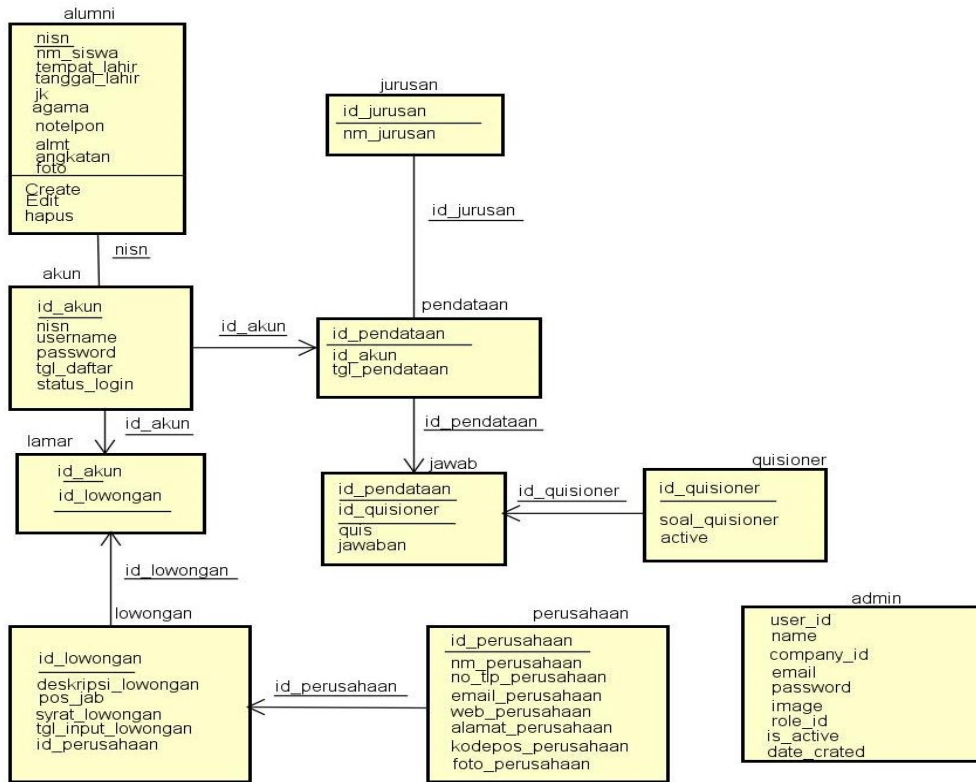 alumni
nisn
nm_siswa
tempat_lahir
tanggal_lahir
jk
agama
notelpon
almt
angkatan
foto
Create
Edit
hapus
nisn
jurusan
id_jurusan
nm_jurusan
id_jurusan
akun
id_akun
nisn
username
password
tgl_daftar
status_login
id_akun
pendataan
id_pendataan
id_akun
tgl_pendataan
id_akun
id_pendataan
lamar
id_akun
id_lowongan
jawab
id_pendataan
id_quisioner
quis
jawaban
id_quisioner
quisioner
id_quisioner
soal_quisioner
active
id_lowongan
lowongan
id_lowongan
deskripsi_lowongan
pos_jab
syrat_lowongan
tgl_input_lowongan
id_perusahaan
id_perusahaan
perusahaan
id_perusahaan
nm_perusahaan
no_tlp_perusahaan
email_perusahaan
web_perusahaan
alamat_perusahaan
kodepos_perusahaan
foto_perusahaan
admin
user_id
name
company_id
email
password
image
role_id
is_active
date_crated